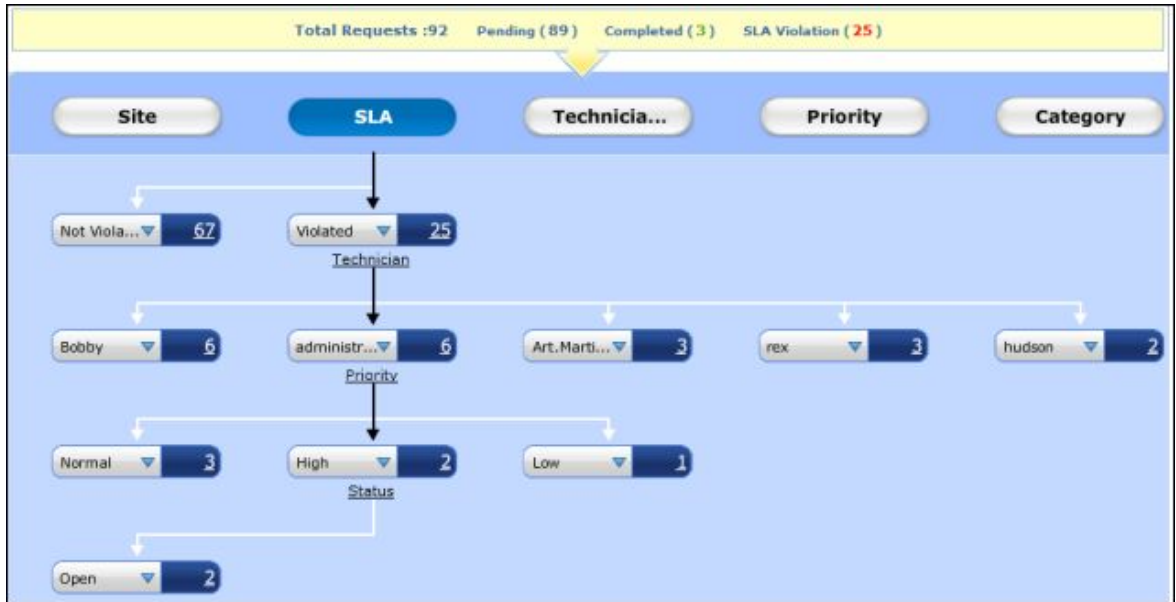 Total Requests :92 Pending ( 89 ) Completed ( 3 ) SLA Violation ( 25 )
Site SLA Technicia... Priority Category
Not Viola... 67 Violated 25
Technician
Bobby 6 administr... 6 Art.Marti... 3 rex 3 hudson 2
Priority
Normal 3 High 2 Low 1
Status
Open 2